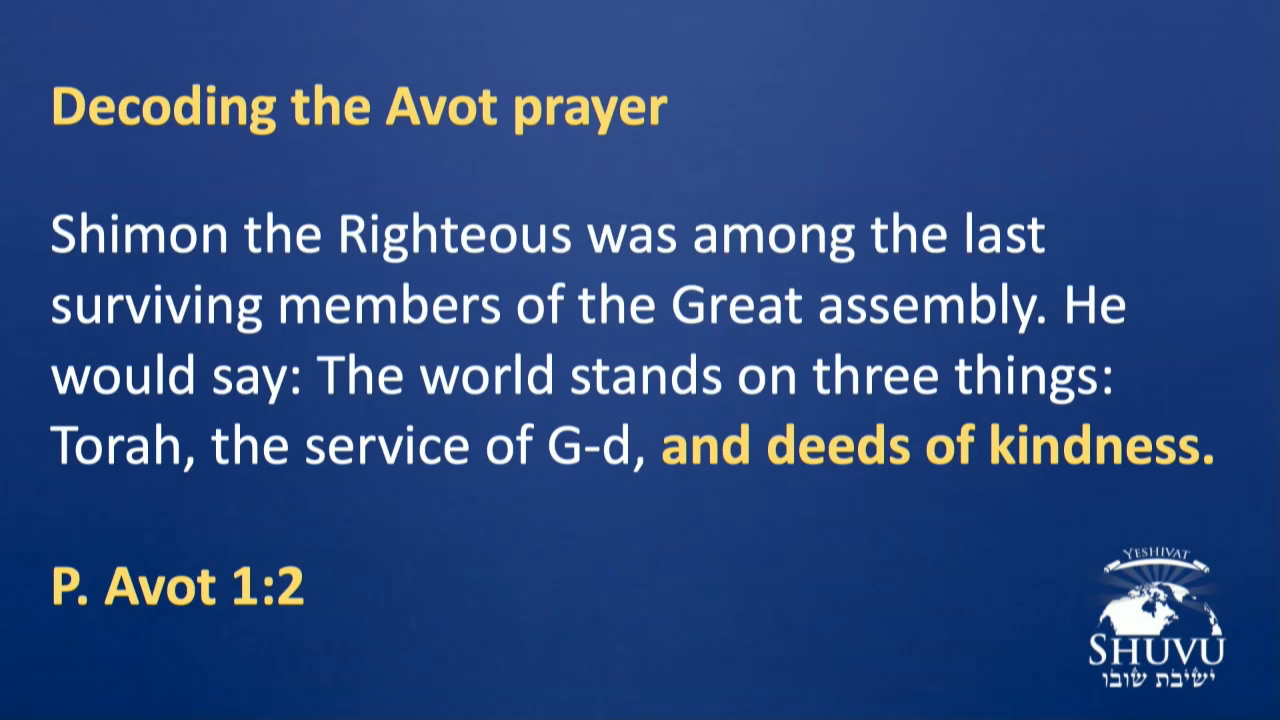 Decoding the Avot prayer
Shimon the Righteous was among the last
surviving members of the Great assembly. He
would say: The world stands on three things:
Torah, the service of G-d, and deeds of kindness.
P. Avot 1:2
YESHIVAT
SHUVU
ישיבת שובו